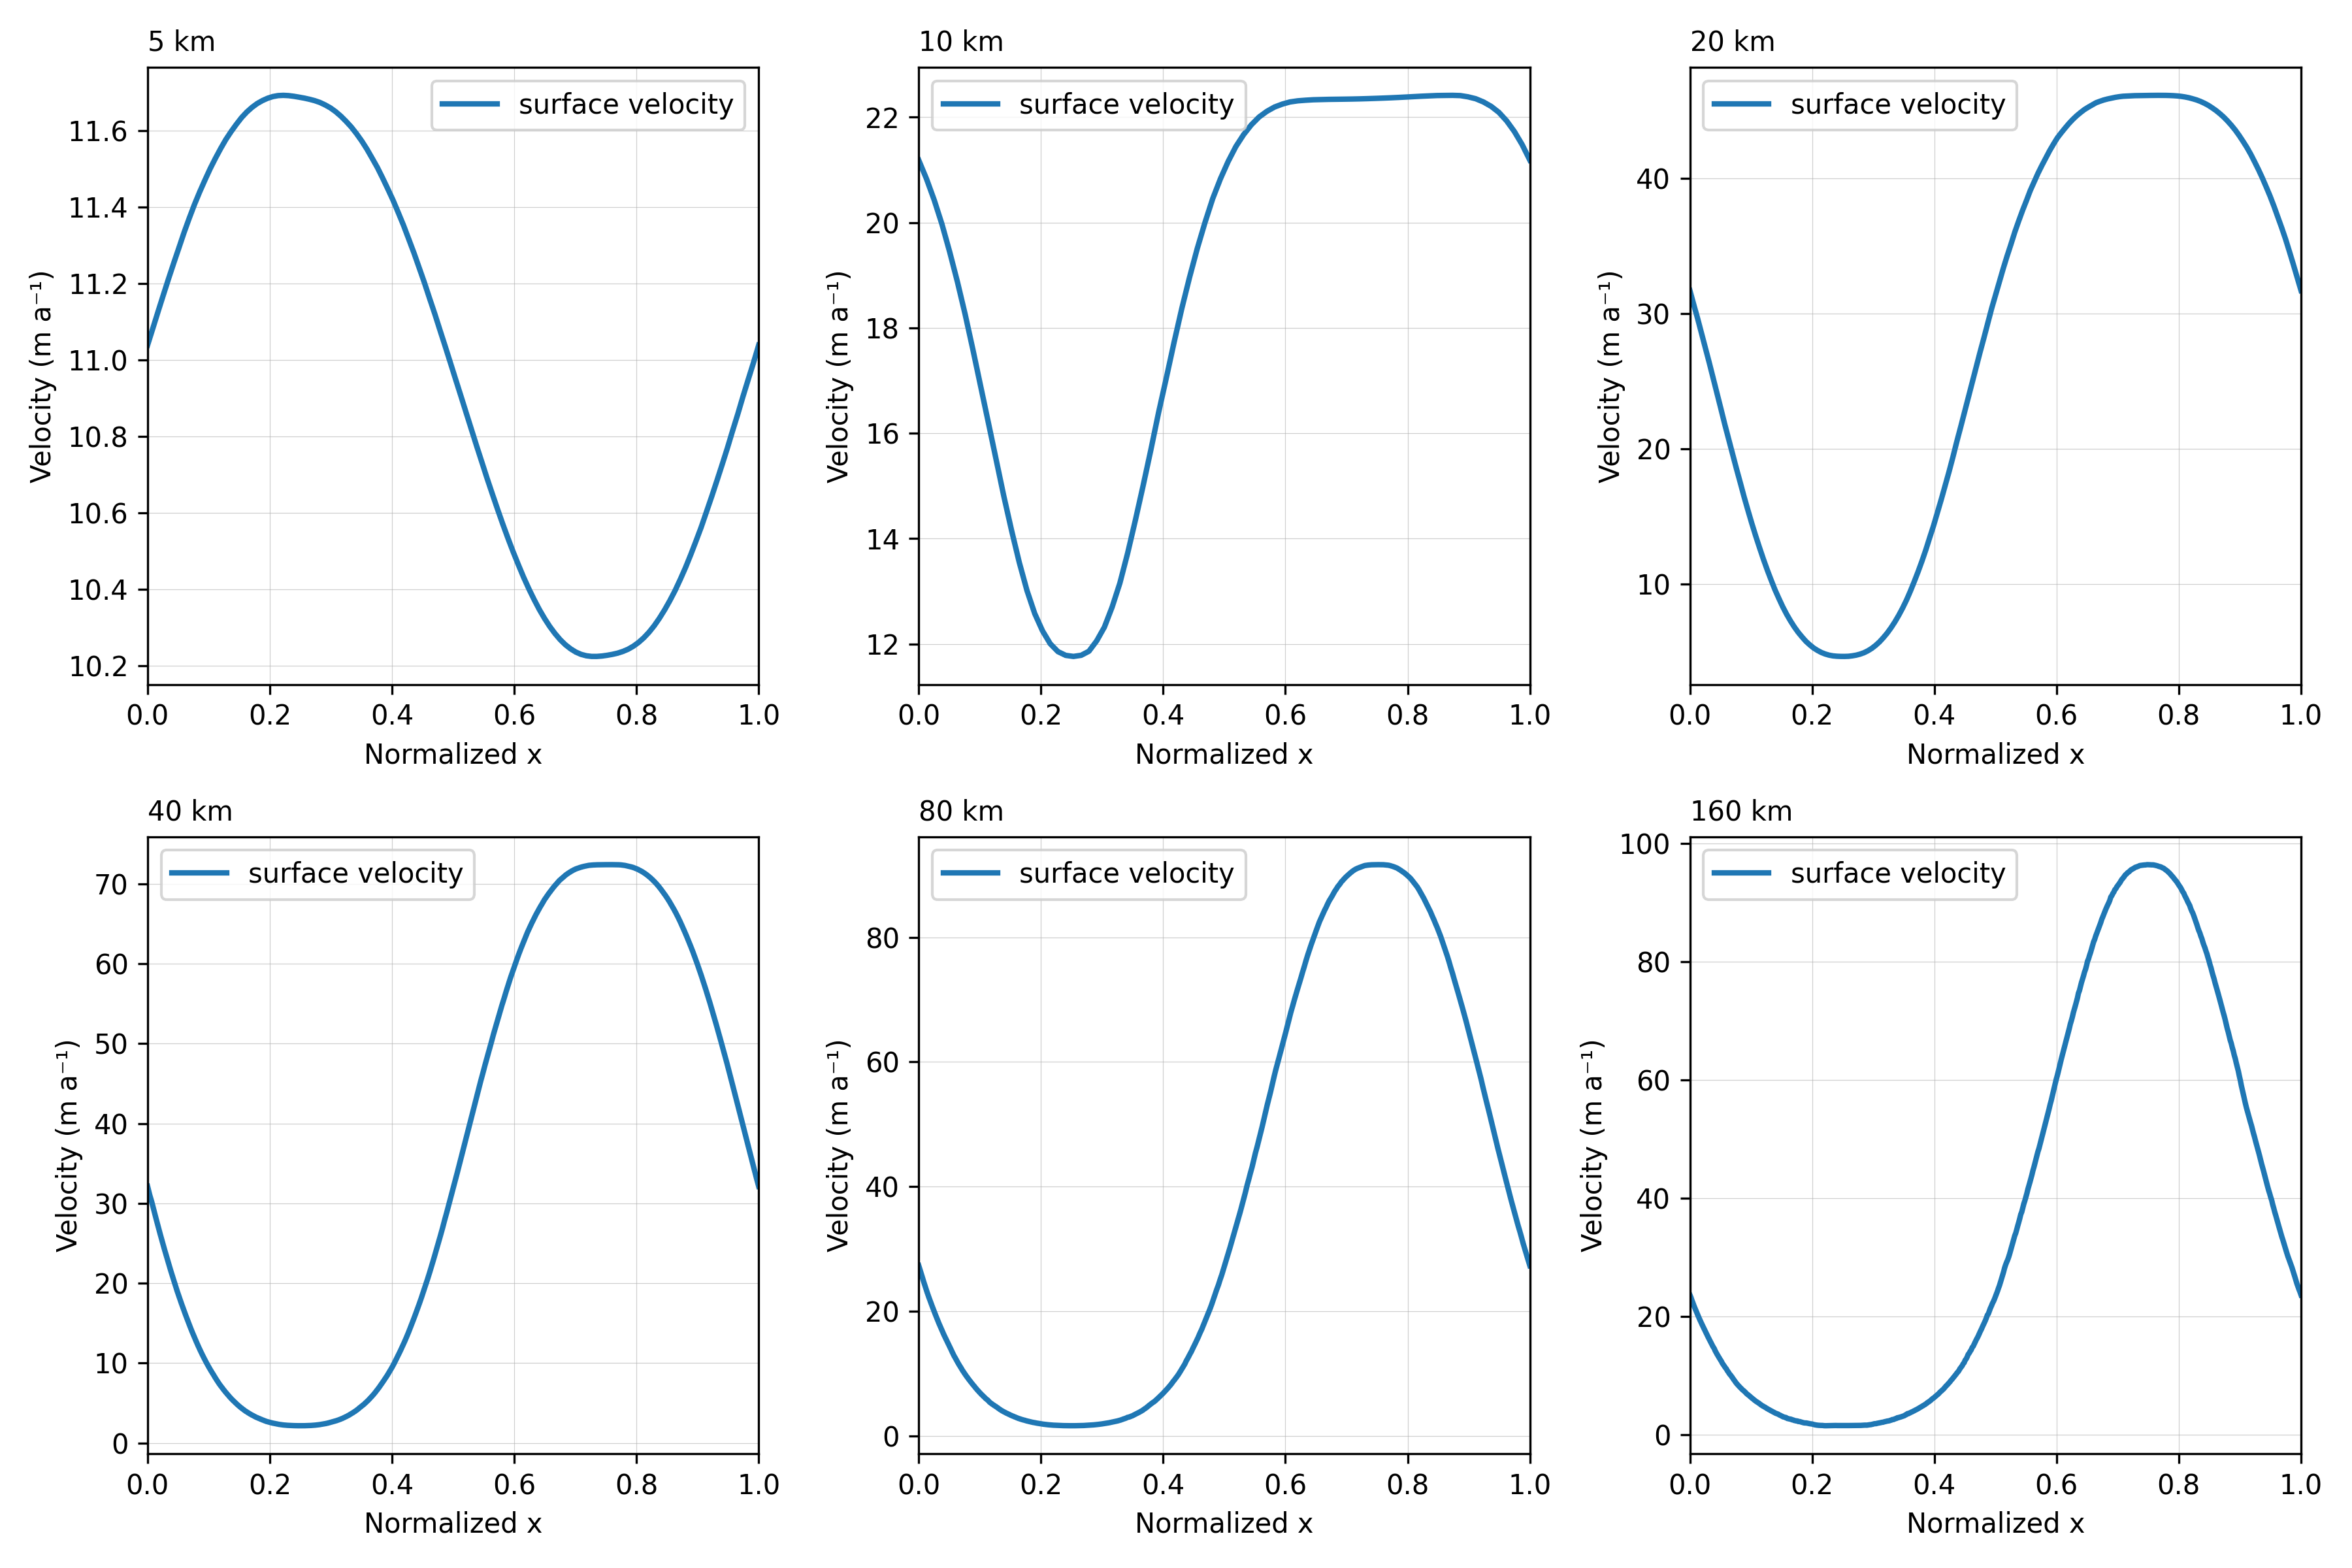 5 km
surface velocity
Velocity (m a⁻¹)
11.6
11.4
11.2
11.0
10.8
10.6
10.4
10.2
0.0 0.2 0.4 0.6 0.8 1.0
Normalized x
10 km
surface velocity
Velocity (m a⁻¹)
22
20
18
16
14
12
0.0 0.2 0.4 0.6 0.8 1.0
Normalized x
20 km
surface velocity
Velocity (m a⁻¹)
40
30
20
10
0.0 0.2 0.4 0.6 0.8 1.0
Normalized x
40 km
surface velocity
Velocity (m a⁻¹)
70
60
50
40
30
20
10
0
0.0 0.2 0.4 0.6 0.8 1.0
Normalized x
80 km
surface velocity
Velocity (m a⁻¹)
80
60
40
20
0
0.0 0.2 0.4 0.6 0.8 1.0
Normalized x
160 km
surface velocity
Velocity (m a⁻¹)
100
80
60
40
20
0
0.0 0.2 0.4 0.6 0.8 1.0
Normalized x